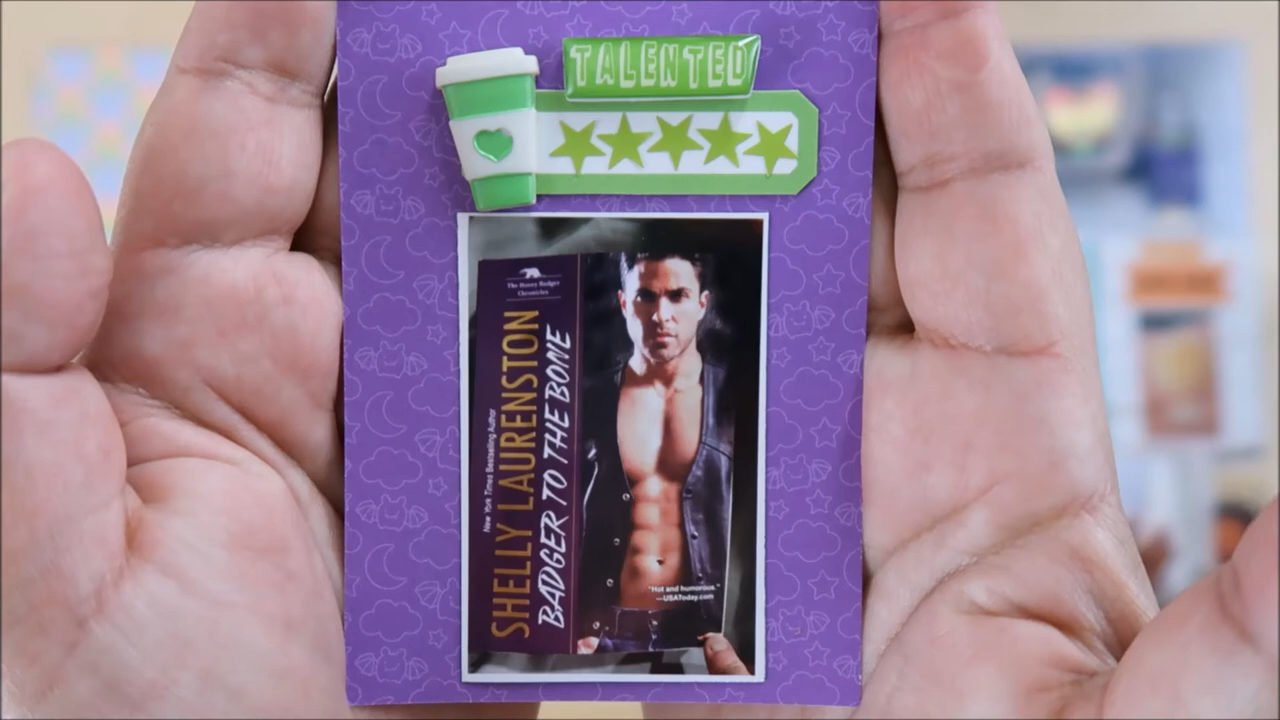 TALENTED
The Honey Badger
Chronicles
New York Times Bestselling Author
SHELLY LAURENSTON
BADGER TO THE BONE
"Hot and humorous."
—USAToday.com